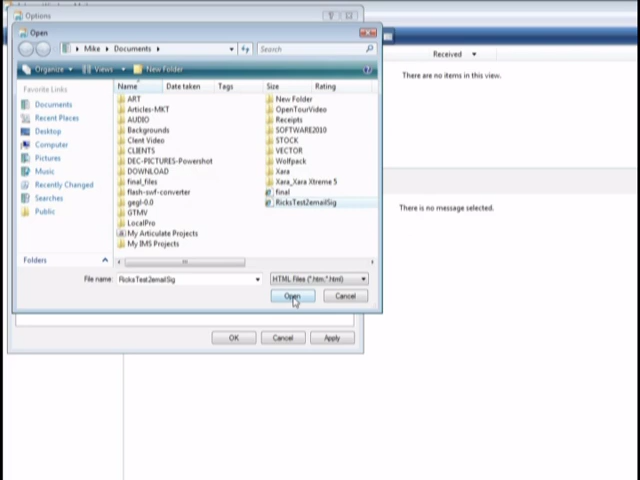 Options
Open
Mike ▸ Documents ▸
Search
Organize
Views
New Folder
Favorite Links
Documents
Recent Places
Desktop
Computer
Pictures
Music
Recently Changed
Searches
Public
Folders
Name
Date taken
Tags
Size
Rating
ART
Articles-MKT
AUDIO
Backgrounds
Client Video
CLIENTS
DEC-PICTURES-Powershot
DOWNLOAD
final_files
flash-swf-converter
gegl-0.0
GTMV
LocalPro
My Articulate Projects
My IMS Projects
New Folder
OpenTourVideo
Receipts
SOFTWARE2010
STOCK
VECTOR
Wolfpack
Xara
Xara_Xara Xtreme 5
final
RicksTest2emailSig
File name:
RicksTest2emailSig
HTML Files (*.htm;*.html)
Open
Cancel
OK
Cancel
Apply
Received
There are no items in this view.
There is no message selected.